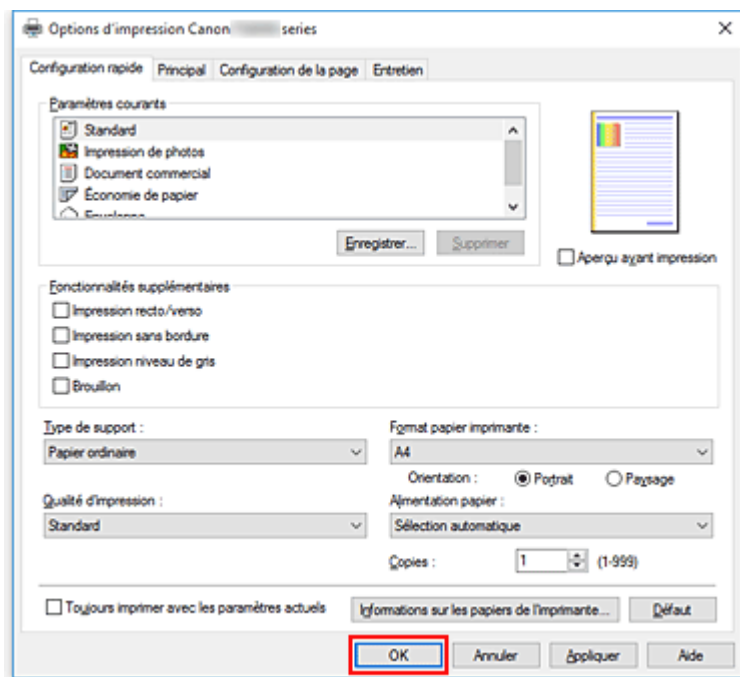 Options d'impression Canon series
Configuration rapide Principal Configuration de la page Entretien
Paramètres courants
Standard
Impression de photos
Document commercial
Économie de papier
Enregistrer... Supprimer
Aperçu avant impression
Fonctionnalités supplémentaires
Impression recto/verso
Impression sans bordure
Impression niveau de gris
Brouillon
Type de support : Format papier imprimante :
Papier ordinaire A4
Orientation : Portrait Paysage
Qualité d'impression : Alimentation papier :
Standard Sélection automatique
Copies : 1 (1-999)
Toujours imprimer avec les paramètres actuels Informations sur les papiers de l'imprimante... Défaut
OK Annuler Appliquer Aide